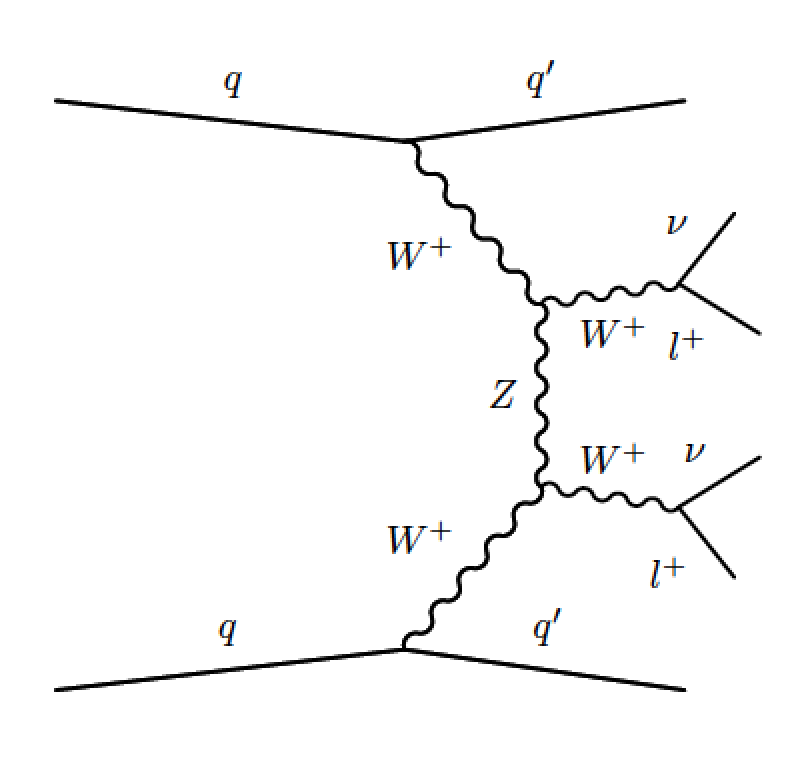 q q′
ν
W⁺
W⁺ l⁺
Z
W⁺ ν
W⁺
l⁺
q q′